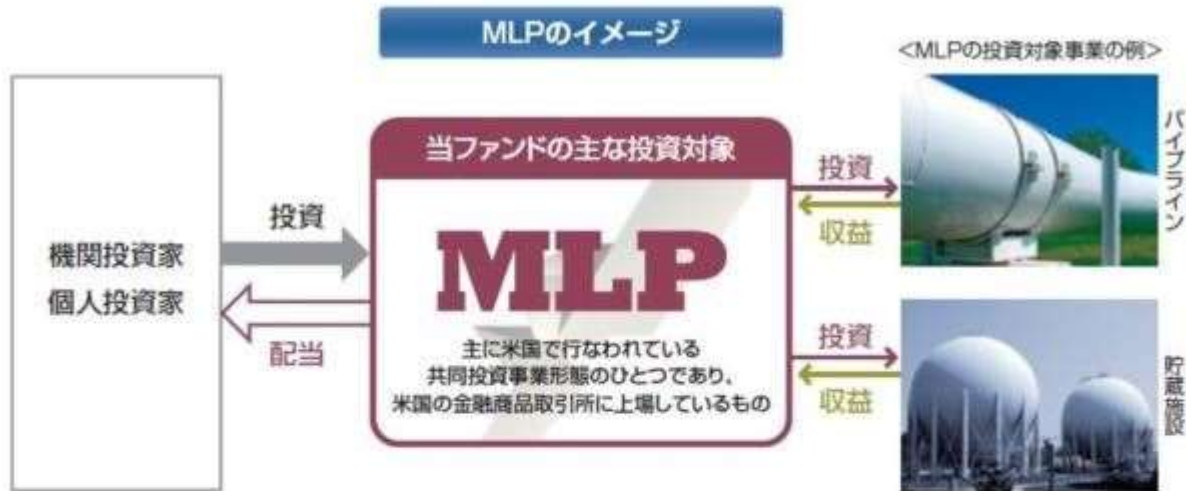 MLPのイメージ
<MLPの投資対象事業の例>
機関投資家
個人投資家
投資
配当
当ファンドの主な投資対象
MLP
主に米国で行なわれている
共同投資事業形態のひとつであり、
米国の金融商品取引所に上場しているもの
投資
収益
パイプライン
投資
収益
貯蔵施設